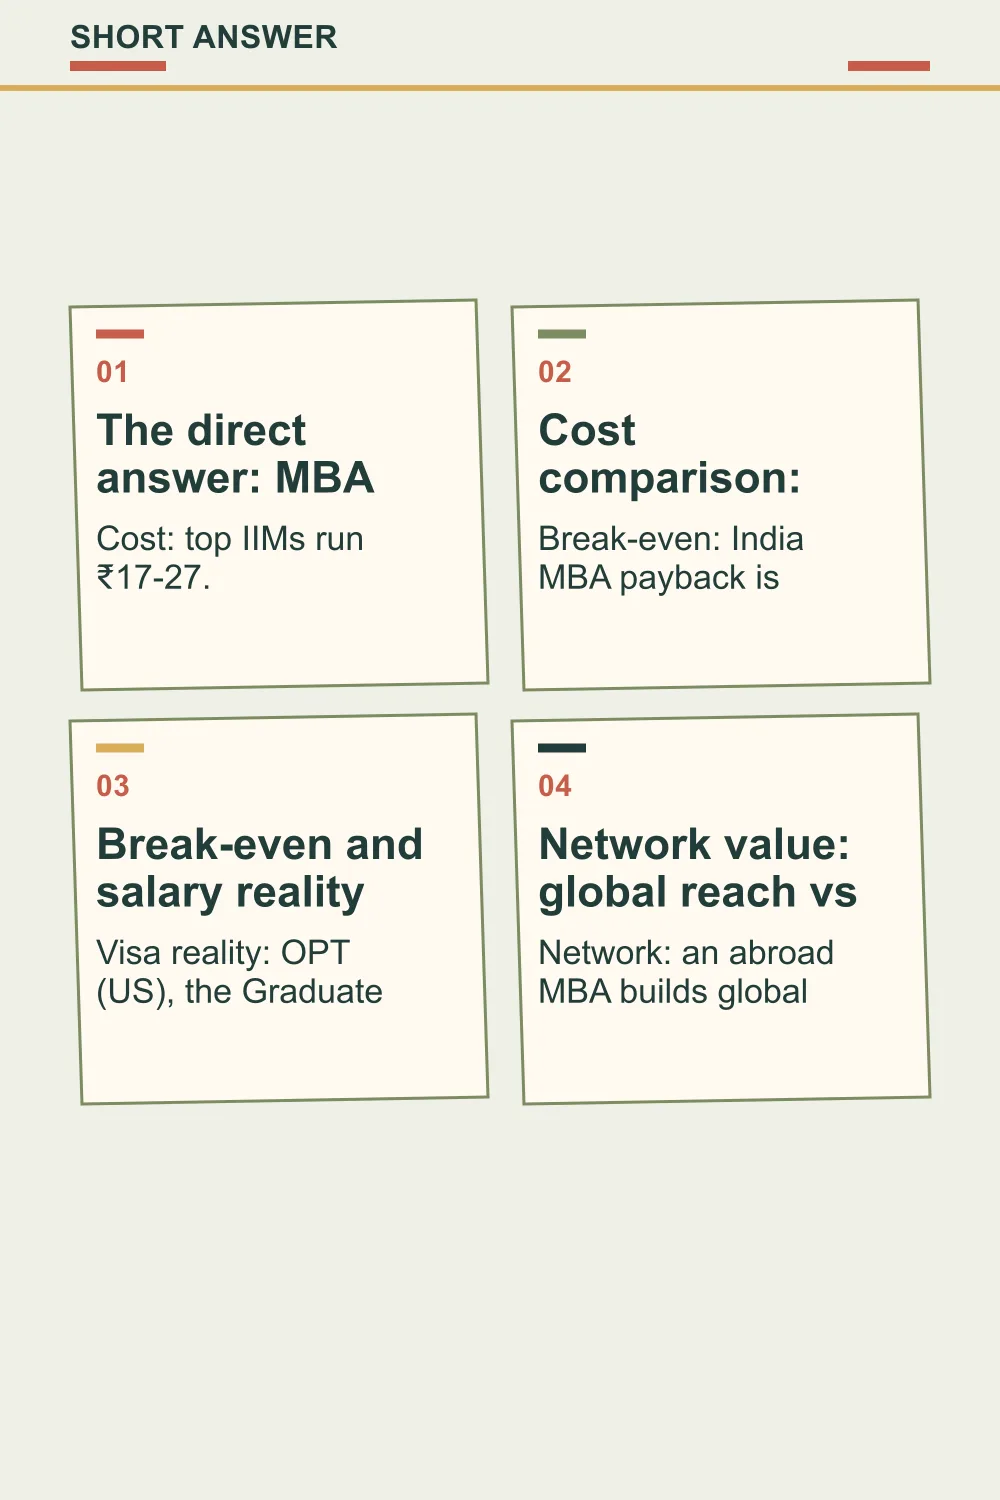 SHORT ANSWER
01
The direct
answer: MBA
Cost: top IIMs run
₹17-27.
02
Cost
comparison:
Break-even: India
MBA payback is
03
Break-even and
salary reality
Visa reality: OPT
(US), the Graduate
04
Network value:
global reach vs
Network: an abroad
MBA builds global